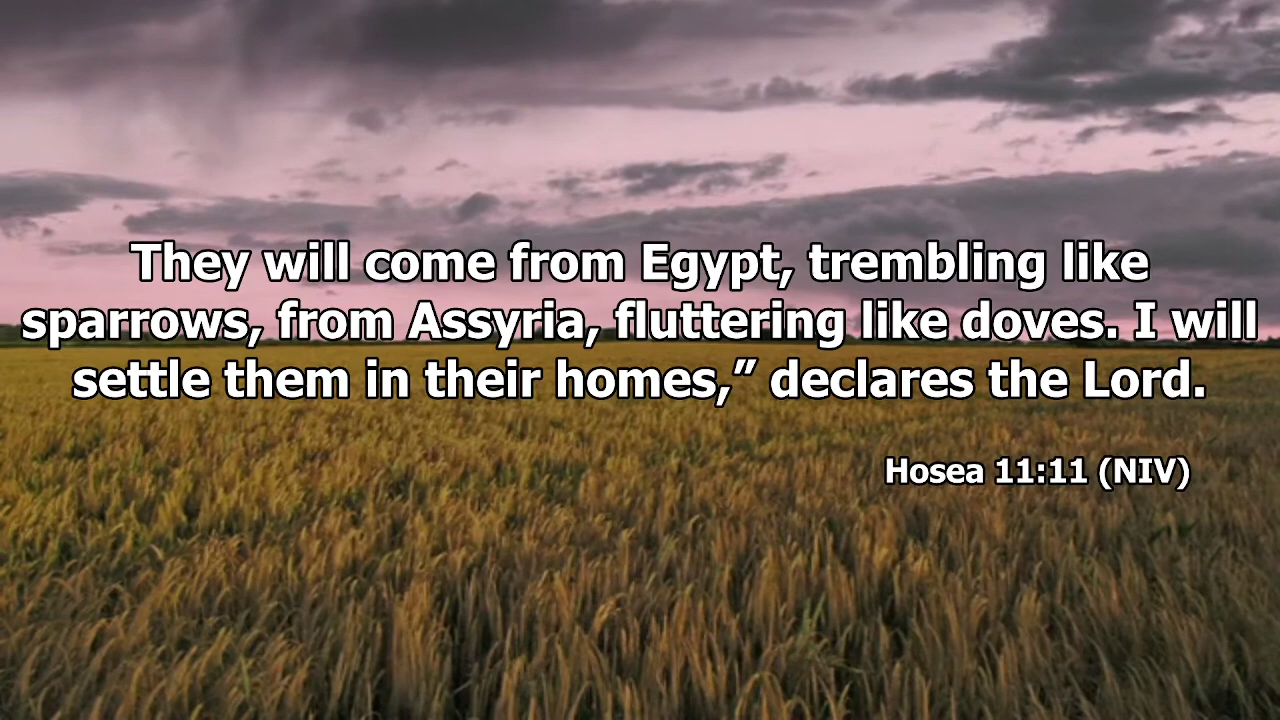 They will come from Egypt, trembling like
sparrows, from Assyria, fluttering like doves. I will
settle them in their homes,” declares the Lord.
Hosea 11:11 (NIV)